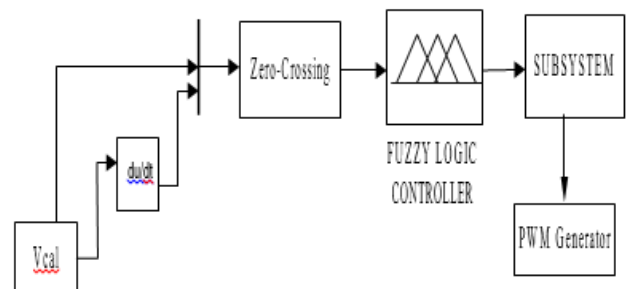 Zero-Crossing
SUBSYSTEM
FUZZY LOGIC
CONTROLLER
du/dt
Vcal
PWM Generator